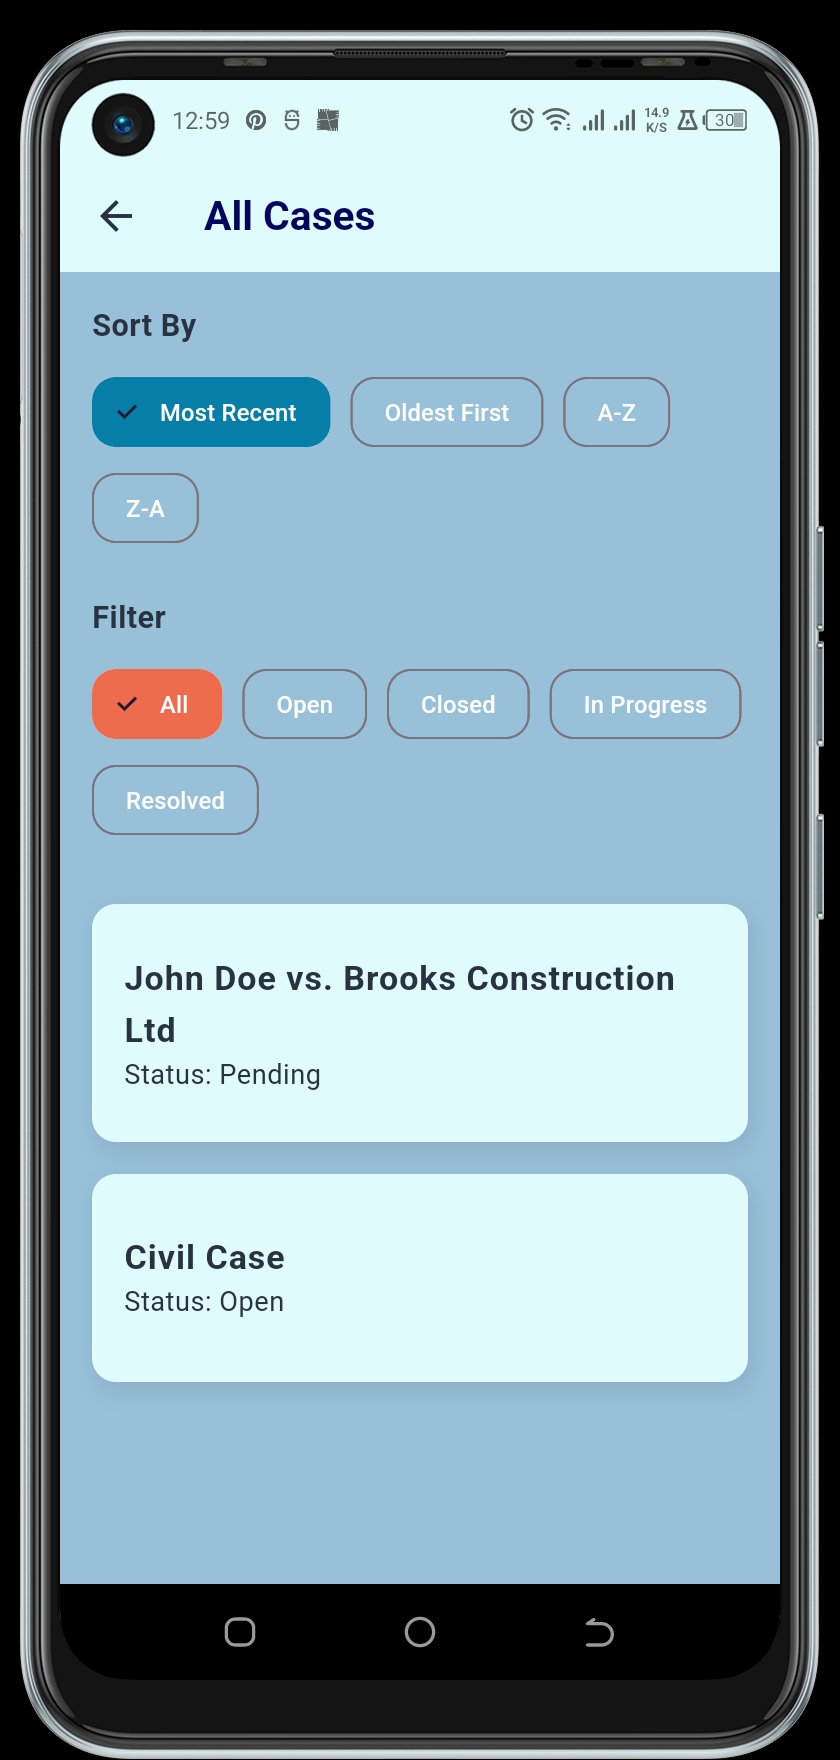 12:59
14.9
K/S
30
All Cases
Sort By
Most Recent
Oldest First
A-Z
Z-A
Filter
All
Open
Closed
In Progress
Resolved
John Doe vs. Brooks Construction
Ltd
Status: Pending
Civil Case
Status: Open